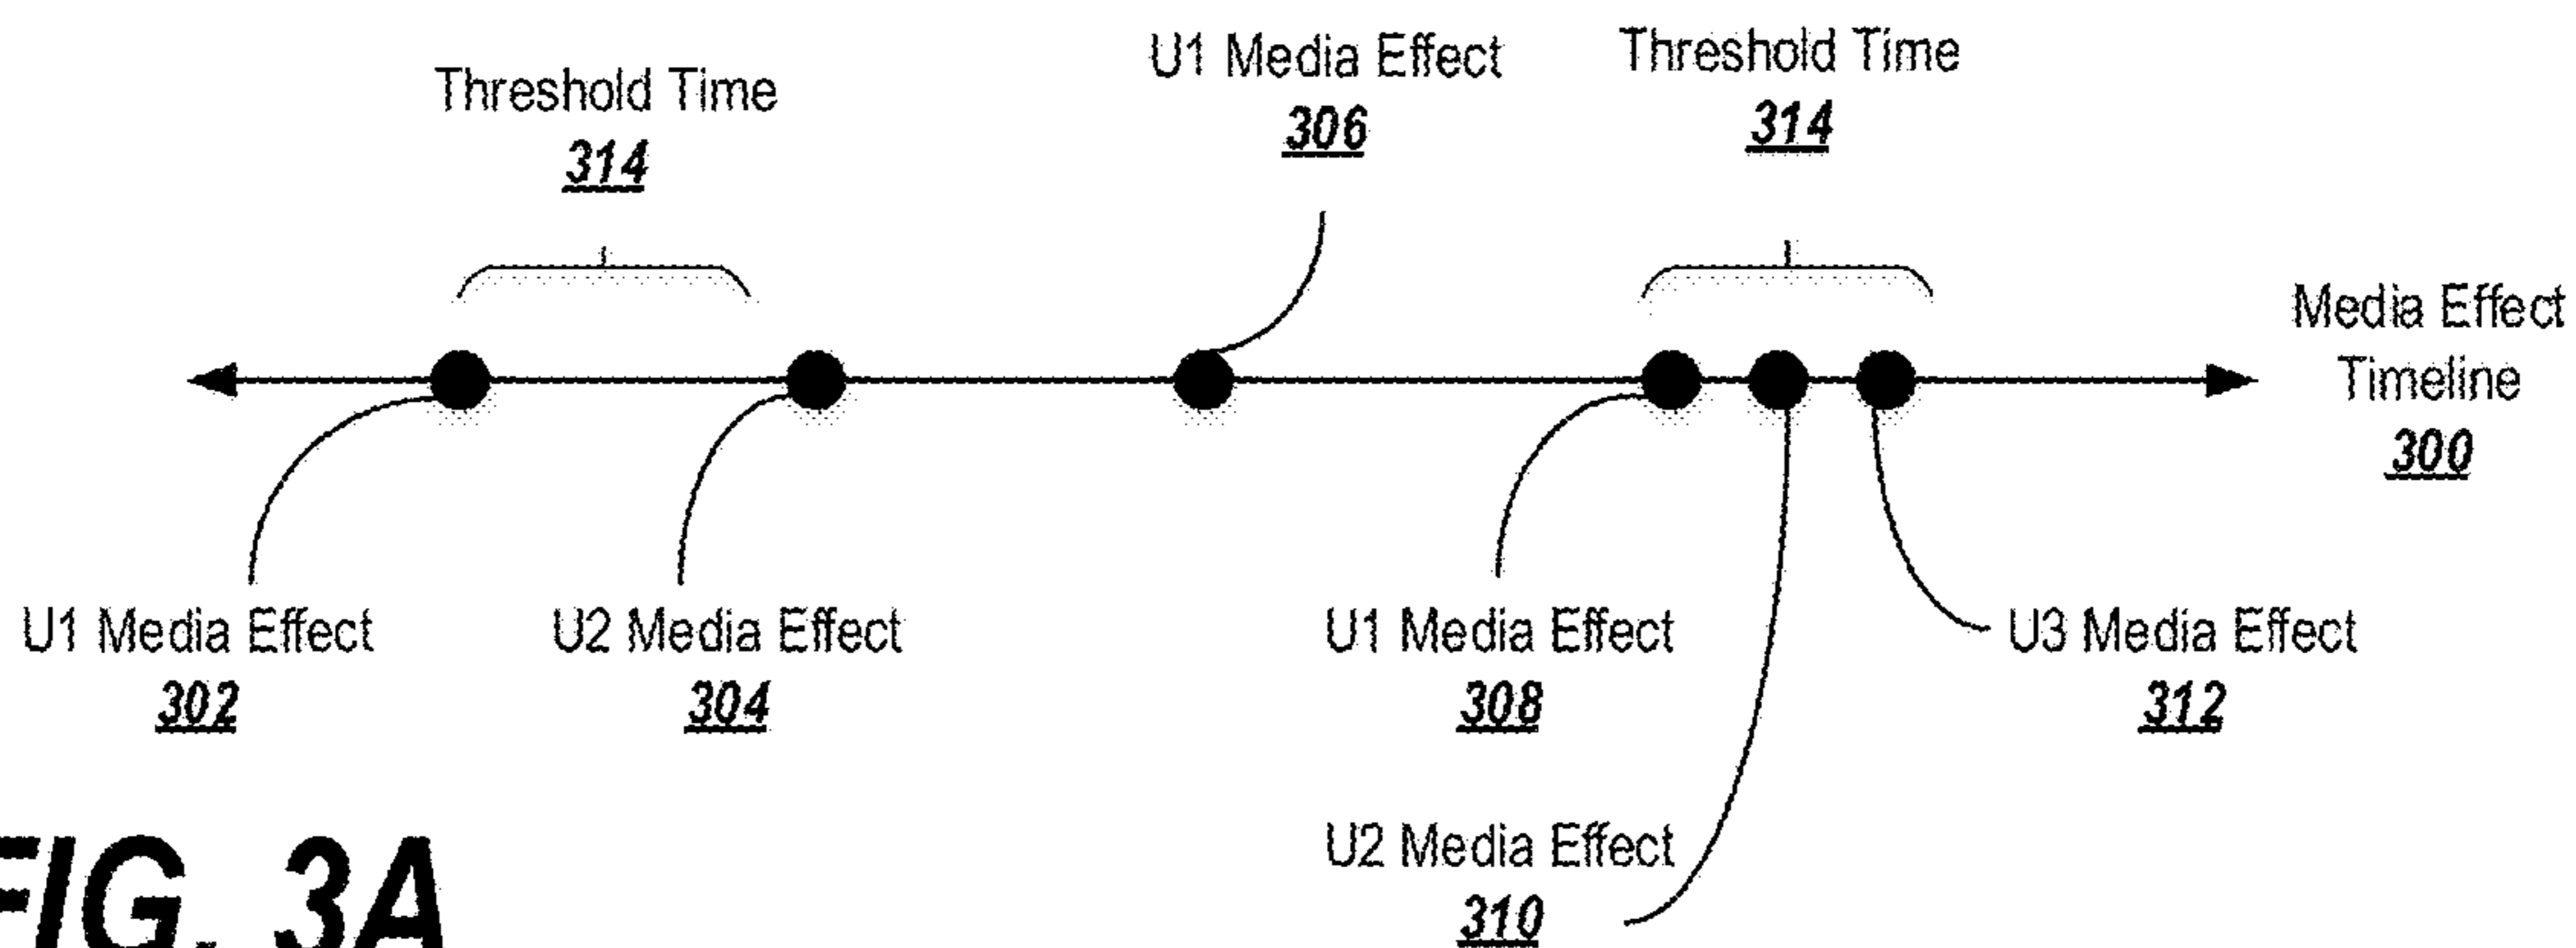 Threshold Time
314
U1 Media Effect
306
Threshold Time
314
Media Effect
Timeline
300
U1 Media Effect
302
U2 Media Effect
304
U1 Media Effect
308
U3 Media Effect
312
U2 Media Effect
310
FIG. 3A